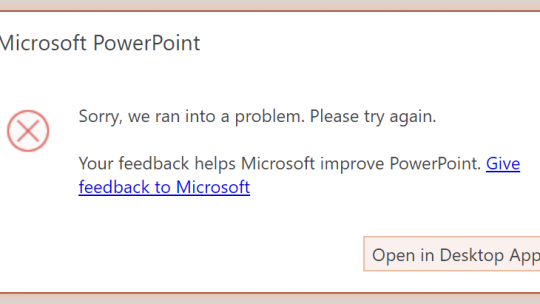 Microsoft PowerPoint
Sorry, we ran into a problem. Please try again.
Your feedback helps Microsoft improve PowerPoint. Give
feedback to Microsoft
Open in Desktop App